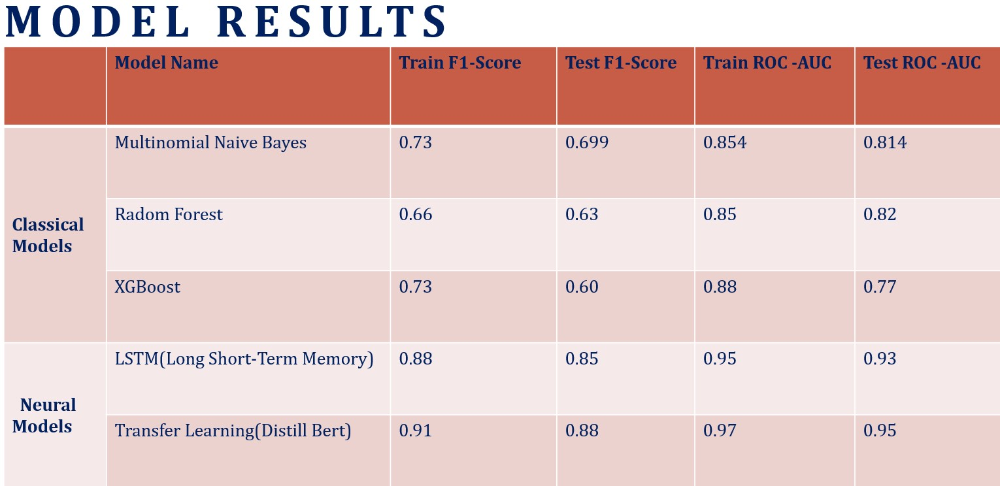 MODEL RESULTS
Model Name Train F1-Score Test F1-Score Train ROC -AUC Test ROC -AUC
Classical
Models
Multinomial Naive Bayes 0.73 0.699 0.854 0.814
Radom Forest 0.66 0.63 0.85 0.82
XGBoost 0.73 0.60 0.88 0.77
Neural
Models
LSTM(Long Short-Term Memory) 0.88 0.85 0.95 0.93
Transfer Learning(Distill Bert) 0.91 0.88 0.97 0.95